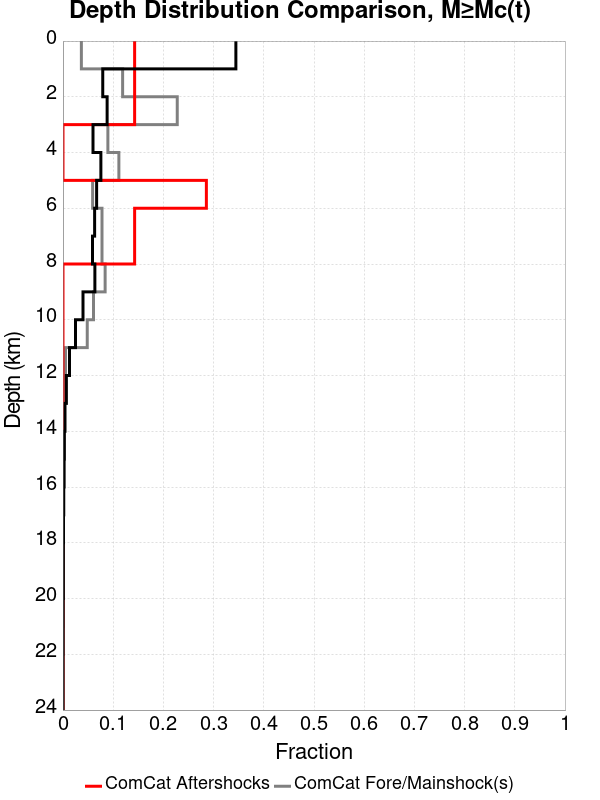 Depth Distribution Comparison, M≥Mc(t)
0
2
4
6
8
10
12
14
16
18
20
22
24
Depth (km)
0 0.1 0.2 0.3 0.4 0.5 0.6 0.7 0.8 0.9 1
Fraction
ComCat Aftershocks ComCat Fore/Mainshock(s)